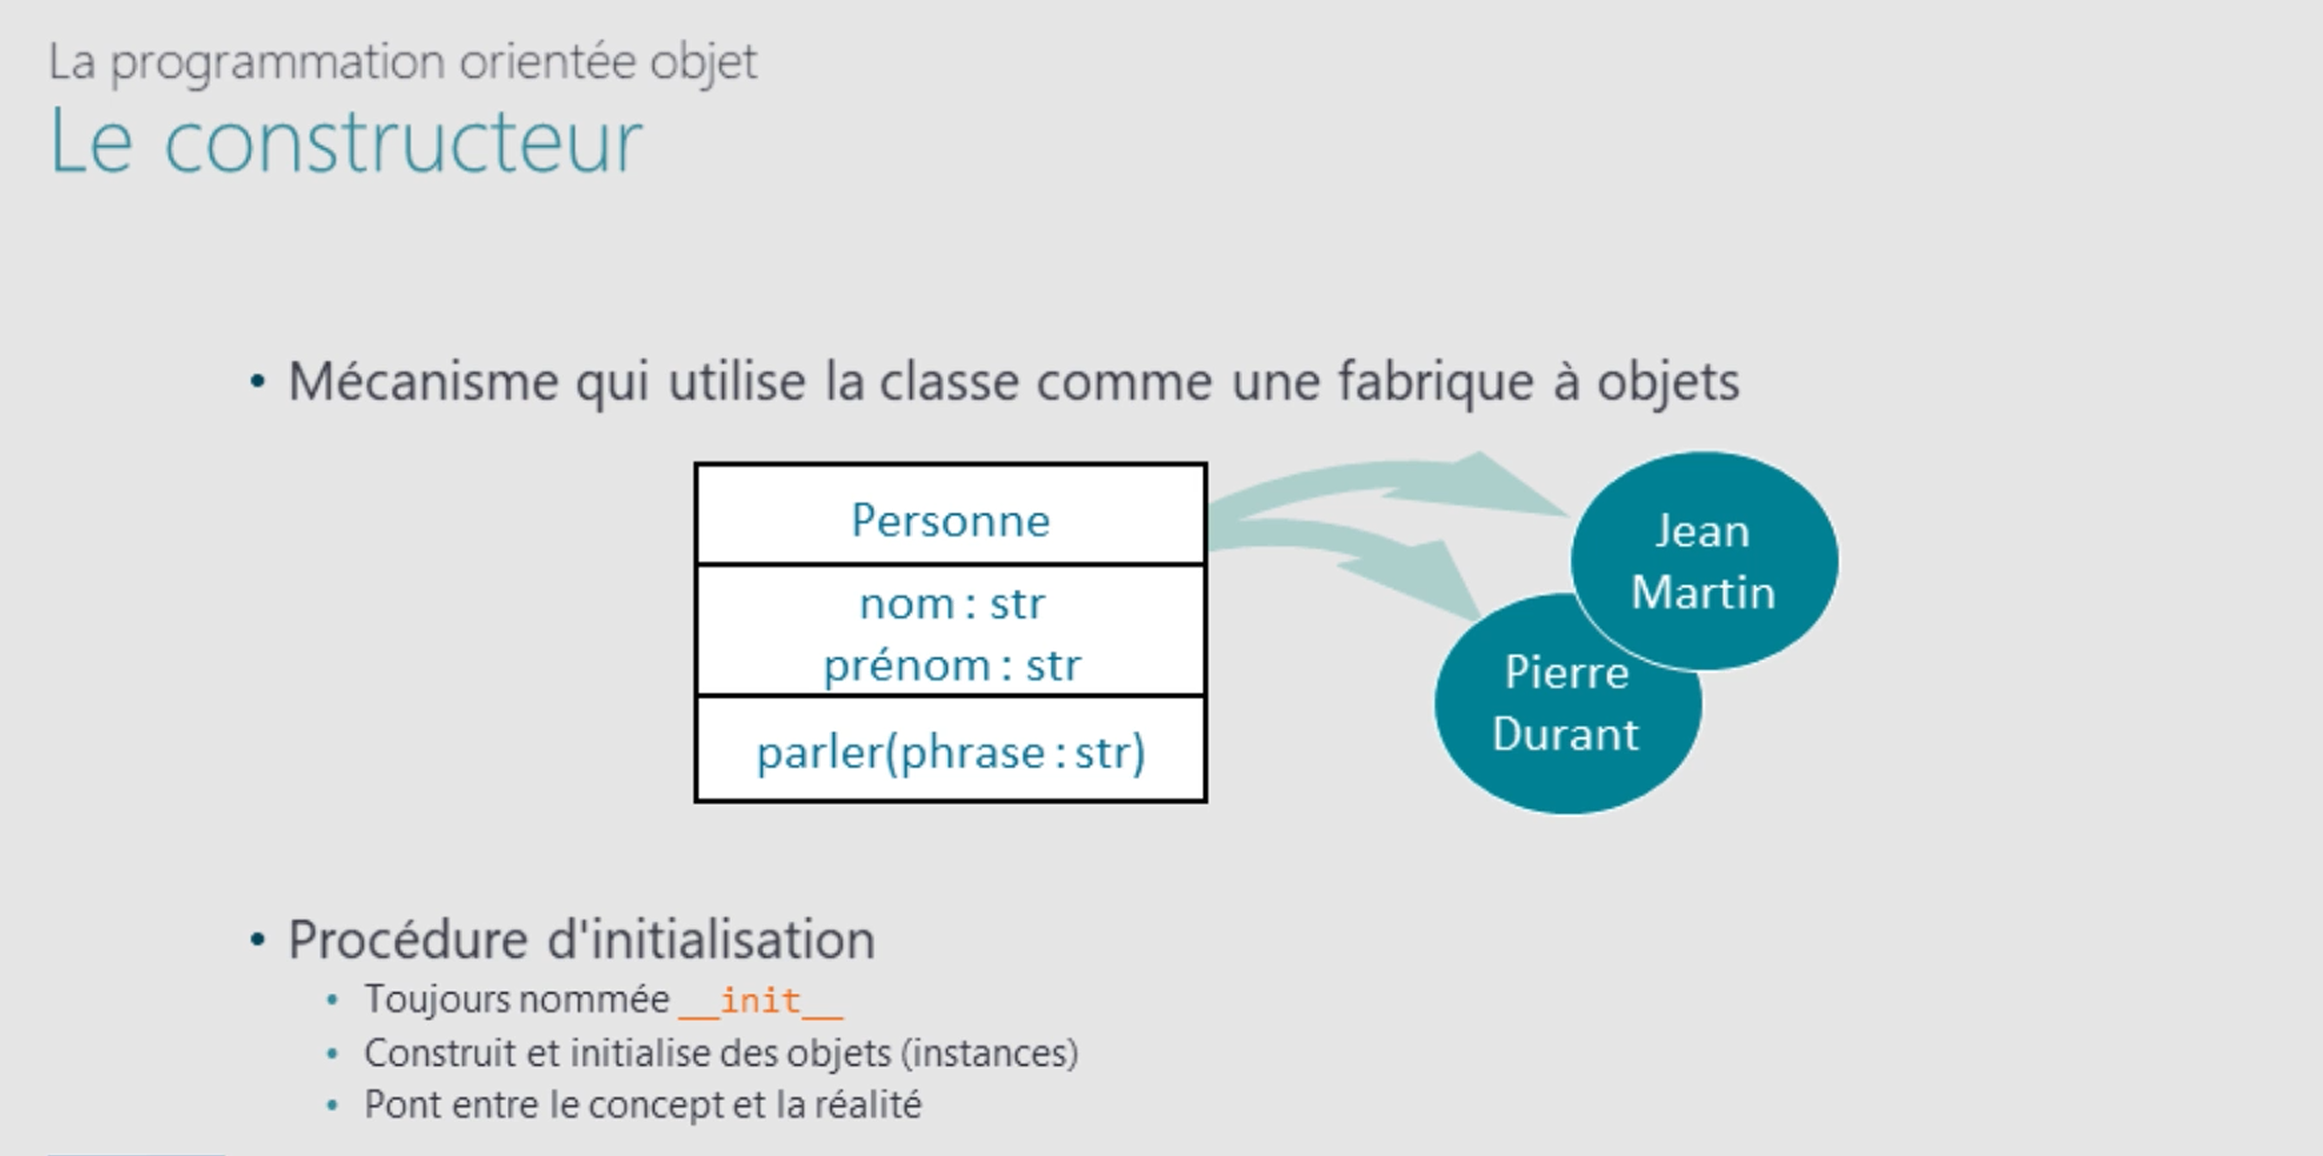 La programmation orientée objet
Le constructeur
• Mécanisme qui utilise la classe comme une fabrique à objets
Personne
nom : str
prénom : str
parler(phrase : str)
Jean
Martin
Pierre
Durant
• Procédure d'initialisation
• Toujours nommée __init__
• Construit et initialise des objets (instances)
• Pont entre le concept et la réalité